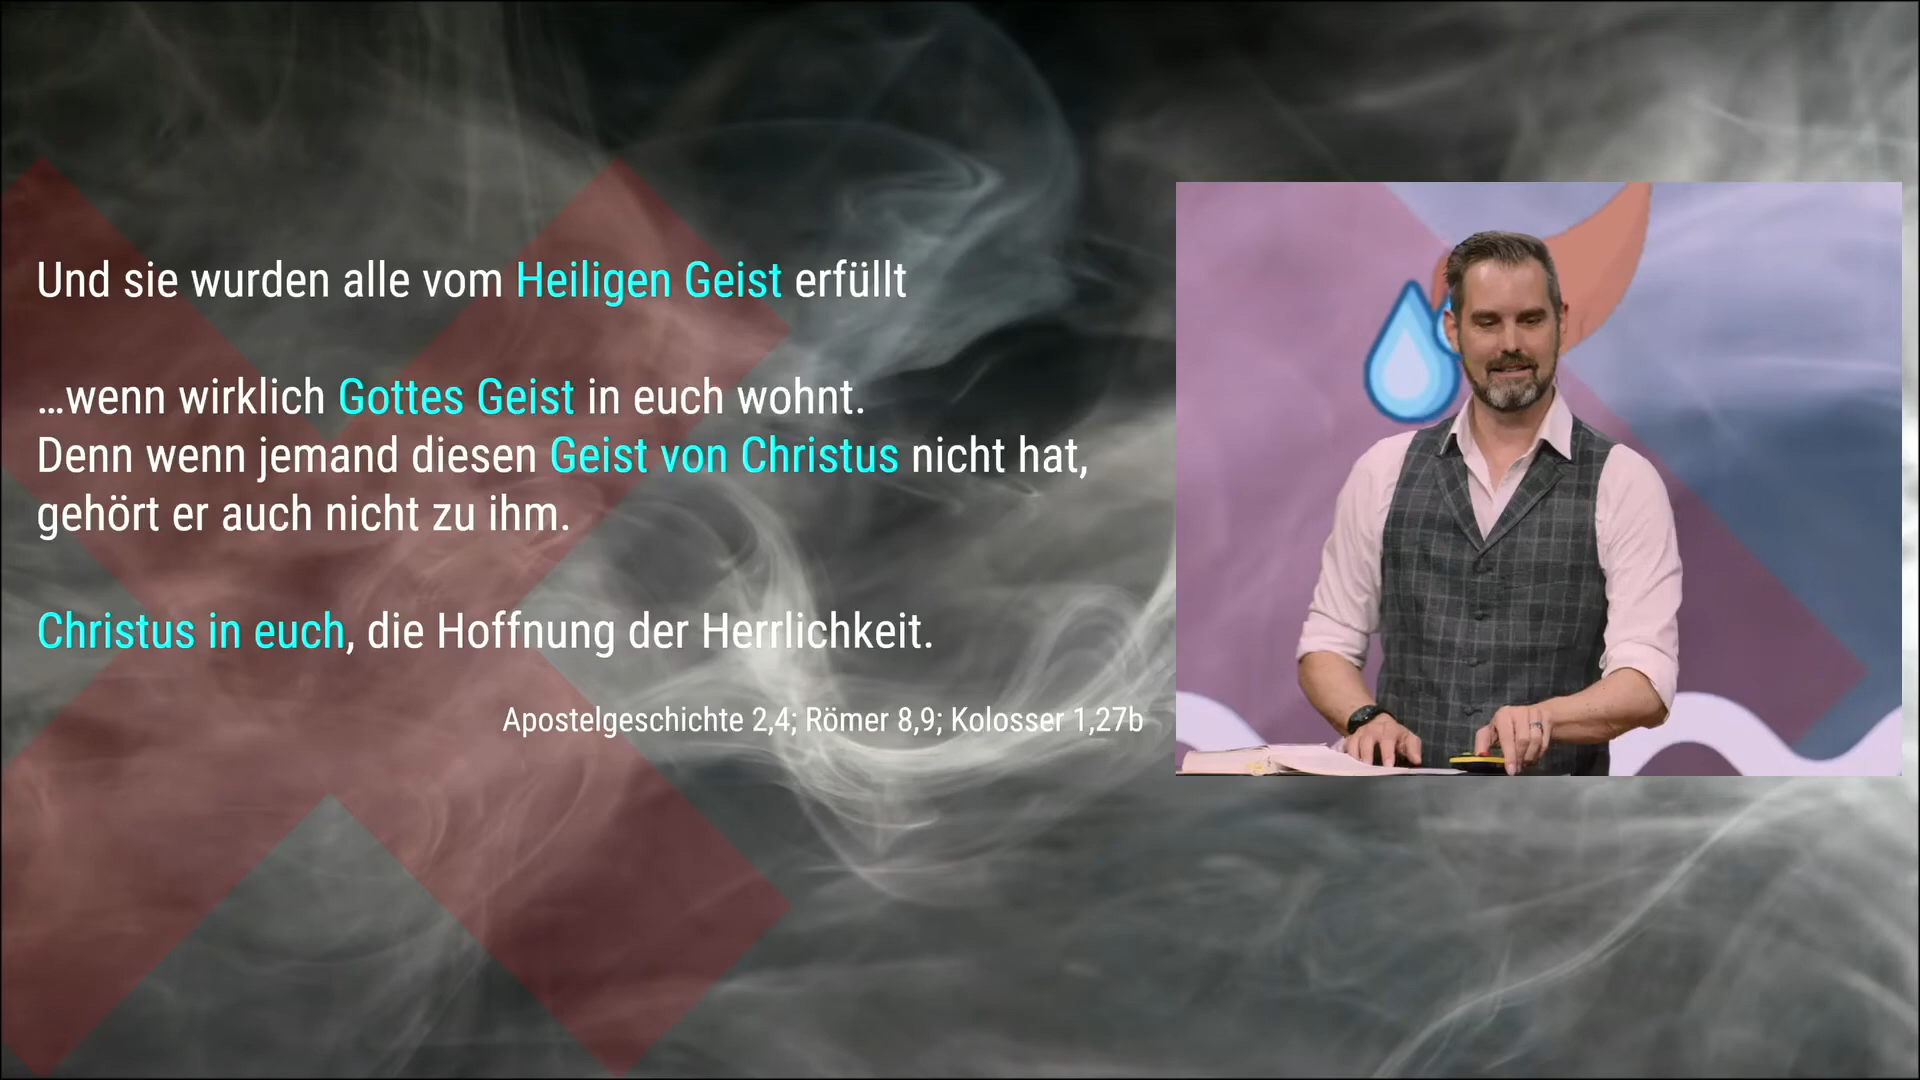 Und sie wurden alle vom Heiligen Geist erfüllt
…wenn wirklich Gottes Geist in euch wohnt.
Denn wenn jemand diesen Geist von Christus nicht hat,
gehört er auch nicht zu ihm.
Christus in euch, die Hoffnung der Herrlichkeit.
Apostelgeschichte 2,4; Römer 8,9; Kolosser 1,27b